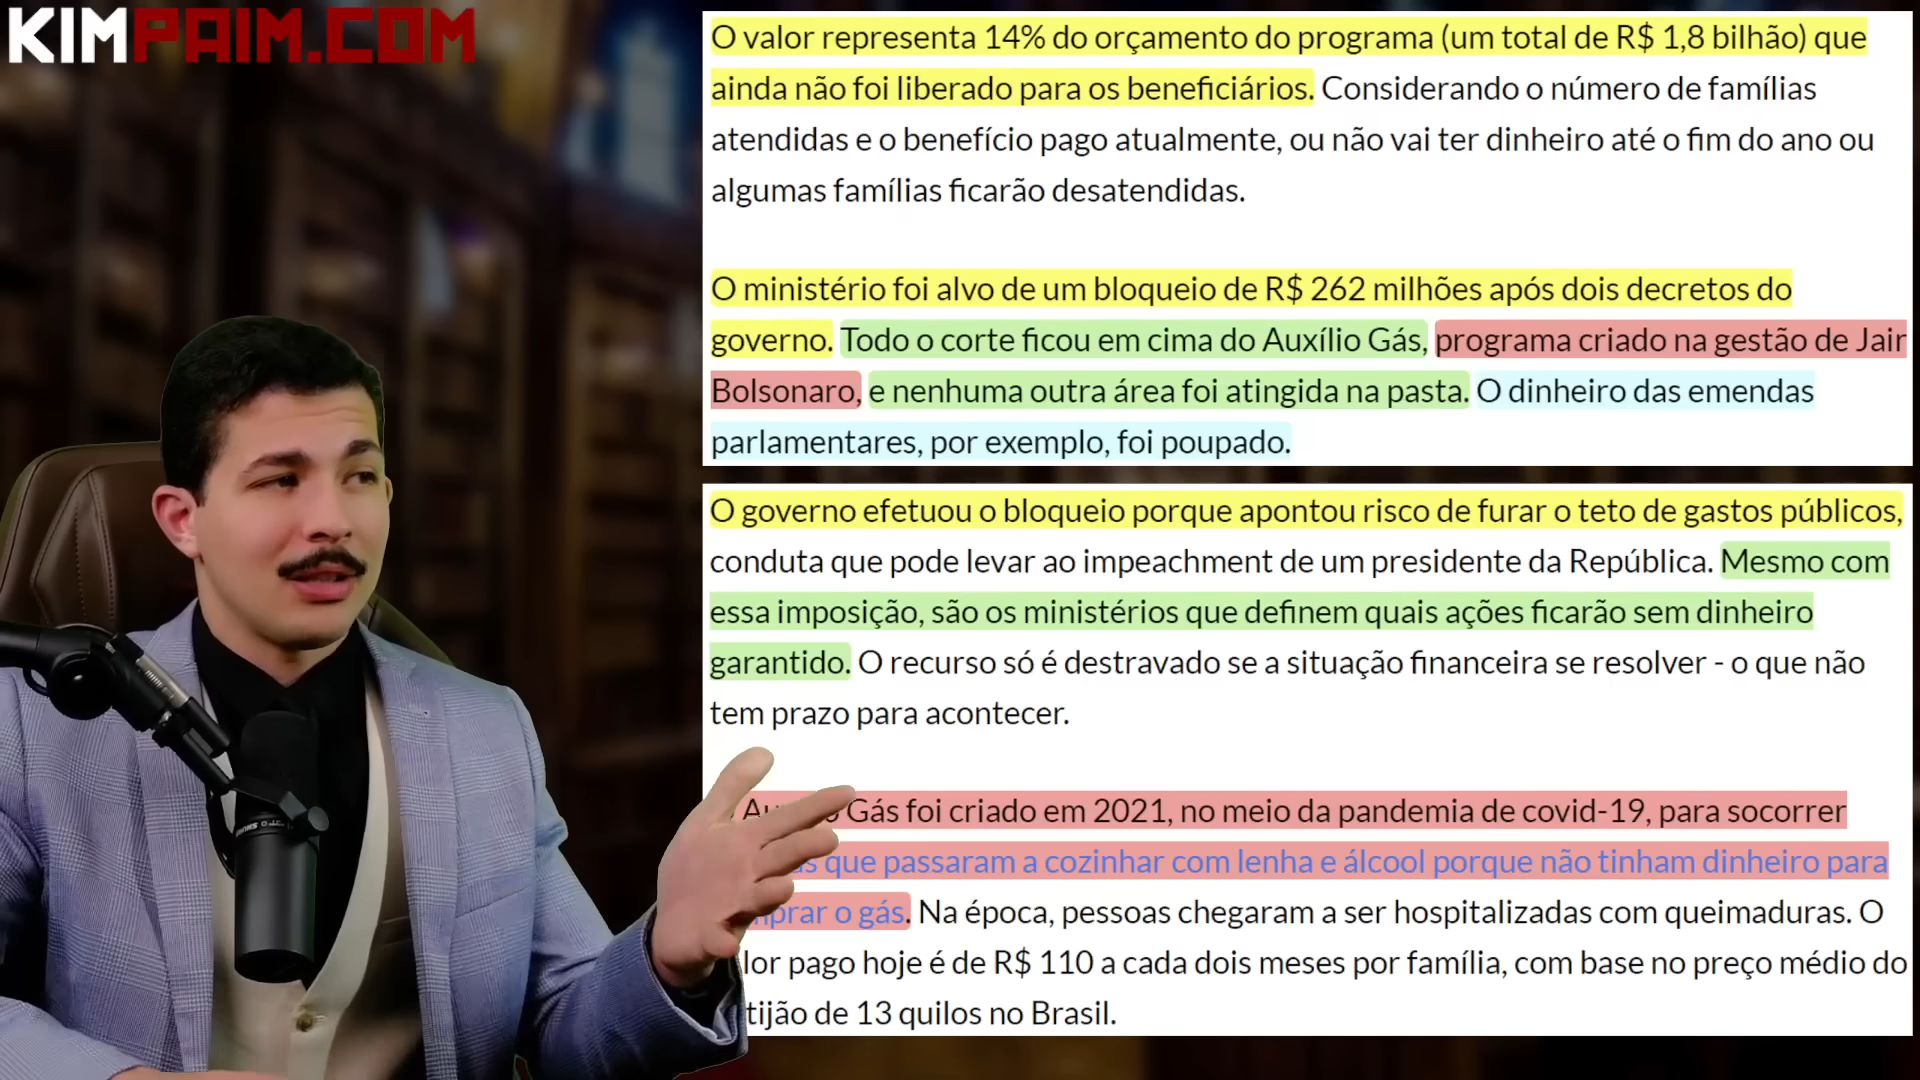 KIMPAIM.COM
O valor representa 14% do orçamento do programa (um total de R$ 1,8 bilhão) que
ainda não foi liberado para os beneficiários. Considerando o número de famílias
atendidas e o benefício pago atualmente, ou não vai ter dinheiro até o fim do ano ou
algumas famílias ficarão desatendidas.
O ministério foi alvo de um bloqueio de R$ 262 milhões após dois decretos do
governo. Todo o corte ficou em cima do Auxílio Gás, programa criado na gestão de Jair
Bolsonaro, e nenhuma outra área foi atingida na pasta. O dinheiro das emendas
parlamentares, por exemplo, foi poupado.
O governo efetuou o bloqueio porque apontou risco de furar o teto de gastos públicos,
conduta que pode levar ao impeachment de um presidente da República. Mesmo com
essa imposição, são os ministérios que definem quais ações ficarão sem dinheiro
garantido. O recurso só é destravado se a situação financeira se resolver - o que não
tem prazo para acontecer.
Gás foi criado em 2021, no meio da pandemia de covid-19, para socorrer
que passaram a cozinhar com lenha e álcool porque não tinham dinheiro para
o gás. Na época, pessoas chegaram a ser hospitalizadas com queimaduras. O
lor pago hoje é de R$ 110 a cada dois meses por família, com base no preço médio do
tijão de 13 quilos no Brasil.